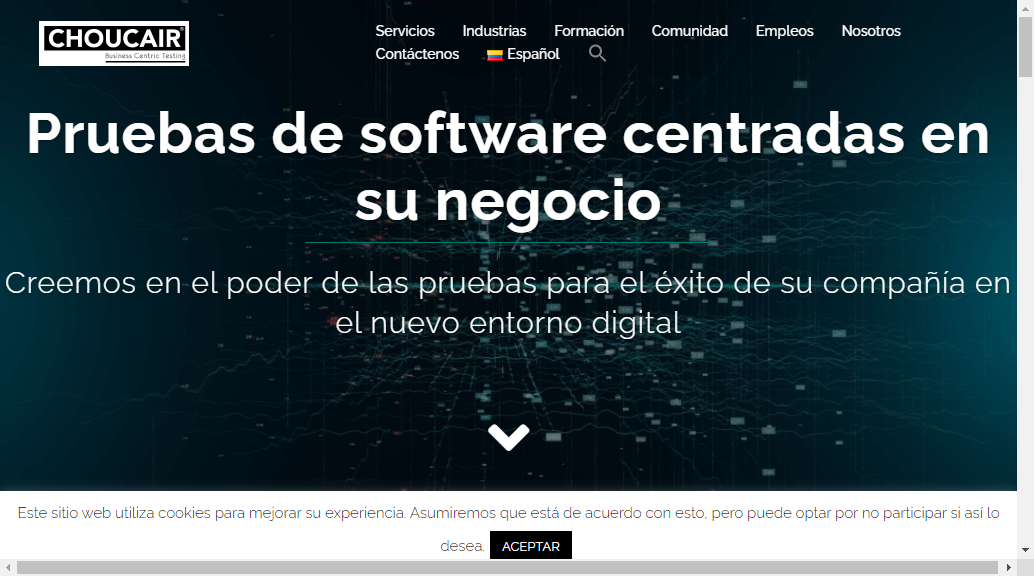 CHOUCAIR
Business Centric Testing
Servicios Industrias Formación Comunidad Empleos Nosotros
Contáctenos Español
Pruebas de software centradas en
su negocio
Creemos en el poder de las pruebas para el éxito de su compañía en
el nuevo entorno digital
Este sitio web utiliza cookies para mejorar su experiencia. Asumiremos que está de acuerdo con esto, pero puede optar por no participar si así lo
desea. ACEPTAR